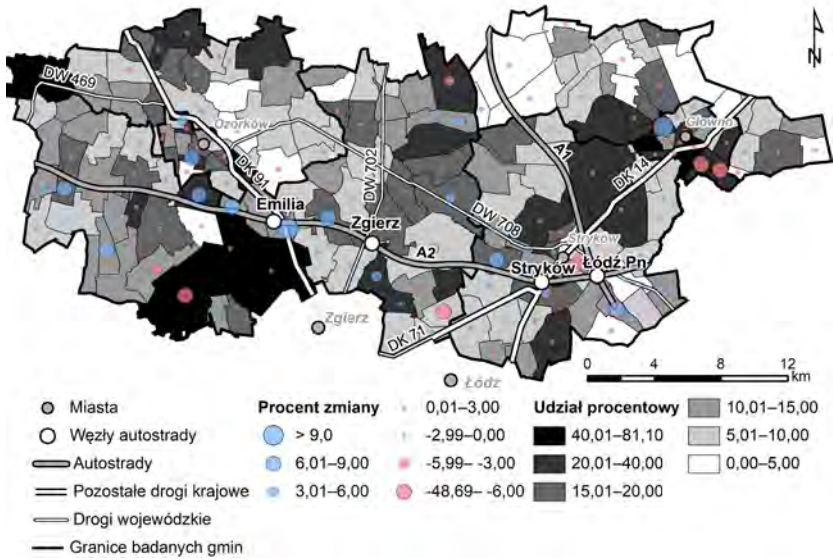 N
DW 469
Ozorków
DK 91
DW 702
A1
Głowno
DK 14
Emilia
Zgierz
DW 708
A2
Stryków
Stryków
Łódź Pn
DK 71
Zgierz
Łódź
0 4 8 12
km
Miasta
Węzły autostrady
Autostrady
Pozostałe drogi krajowe
Drogi wojewódzkie
Granice badanych gmin
Procent zmiany
> 9,0
6,01–9,00
3,01–6,00
0,01–3,00
-2,99–0,00
-5,99– -3,00
-48,69– -6,00
Udział procentowy
40,01–81,10
20,01–40,00
15,01–20,00
10,01–15,00
5,01–10,00
0,00–5,00